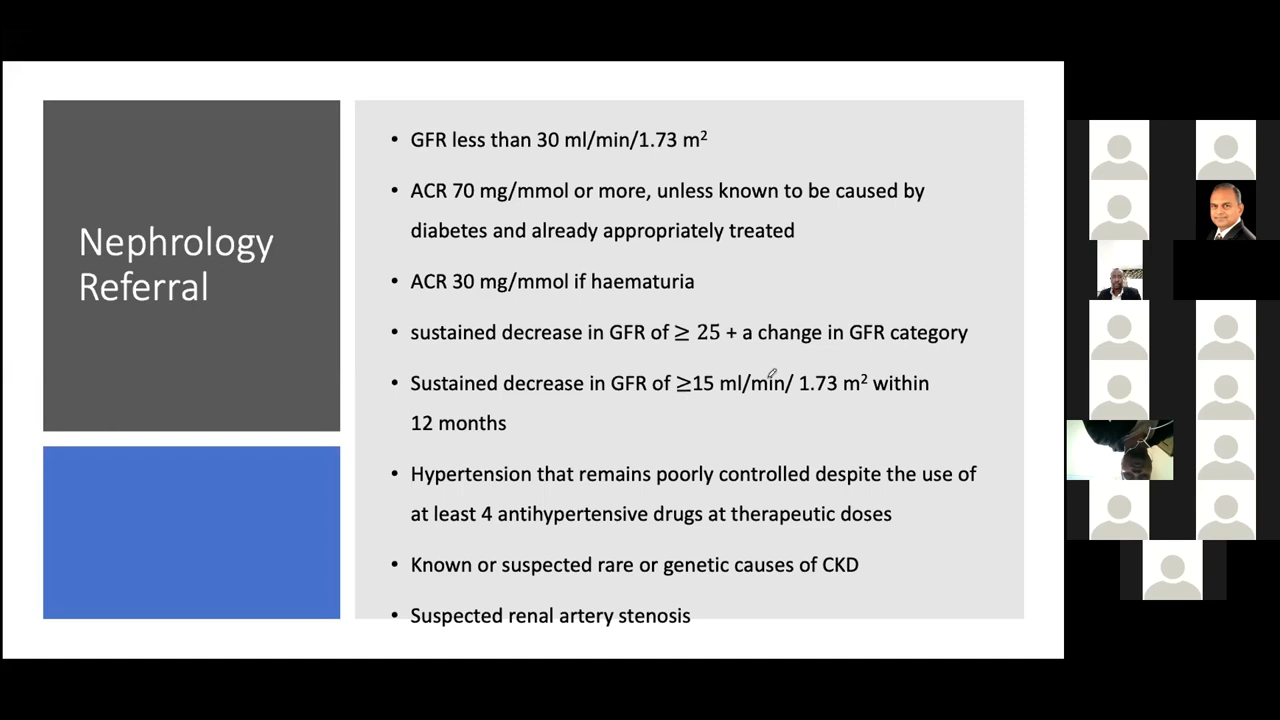 Nephrology
Referral
• GFR less than 30 ml/min/1.73 m²
• ACR 70 mg/mmol or more, unless known to be caused by
diabetes and already appropriately treated
• ACR 30 mg/mmol if haematuria
• sustained decrease in GFR of ≥ 25 + a change in GFR category
• Sustained decrease in GFR of ≥15 ml/min/ 1.73 m² within
12 months
• Hypertension that remains poorly controlled despite the use of
at least 4 antihypertensive drugs at therapeutic doses
• Known or suspected rare or genetic causes of CKD
• Suspected renal artery stenosis